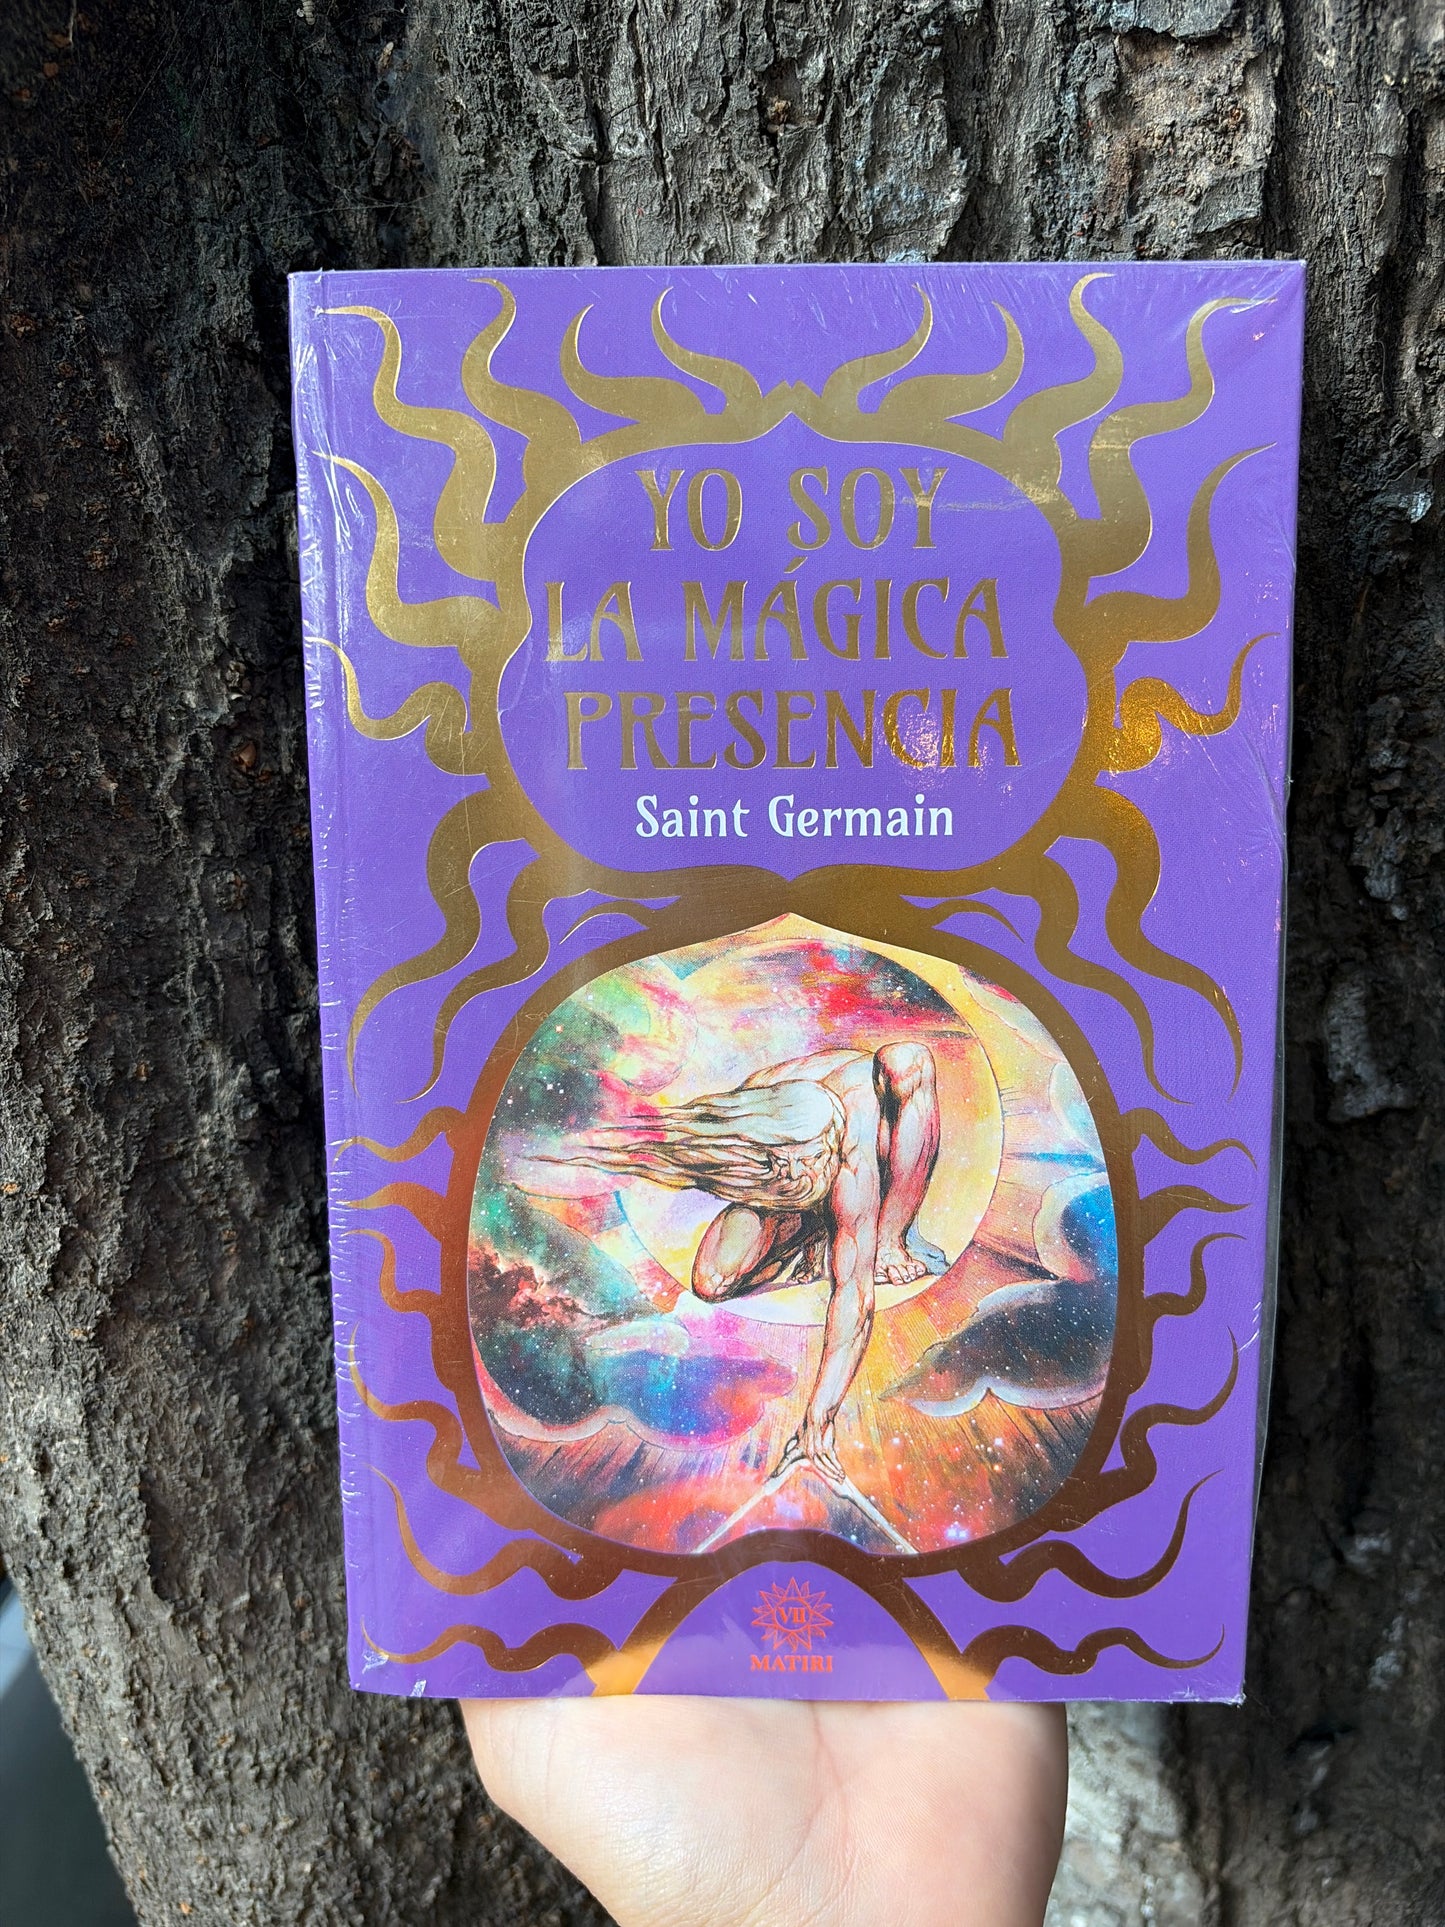 YO SOY
LA MÁGICA
PRESENCIA
Saint Germain
VII
MATIRI